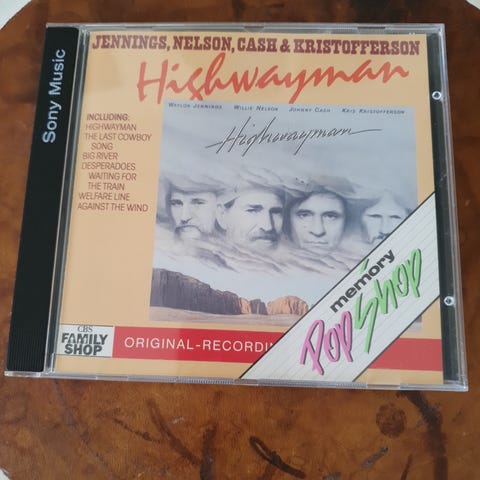 Sony Music
JENNINGS, NELSON, CASH & KRISTOFFERSON
Highwayman
WAYLON JENNINGS WILLIE NELSON JOHNNY CASH KRIS KRISTOFFERSON
Highwayman
INCLUDING:
HIGHWAYMAN
THE LAST COWBOY
SONG
BIG RIVER
DESPERADOES
WAITING FOR
THE TRAIN
WELFARE LINE
AGAINST THE WIND
CBS
FAMILY
SHOP
ORIGINAL-RECORDIN
memory
Pop Shop